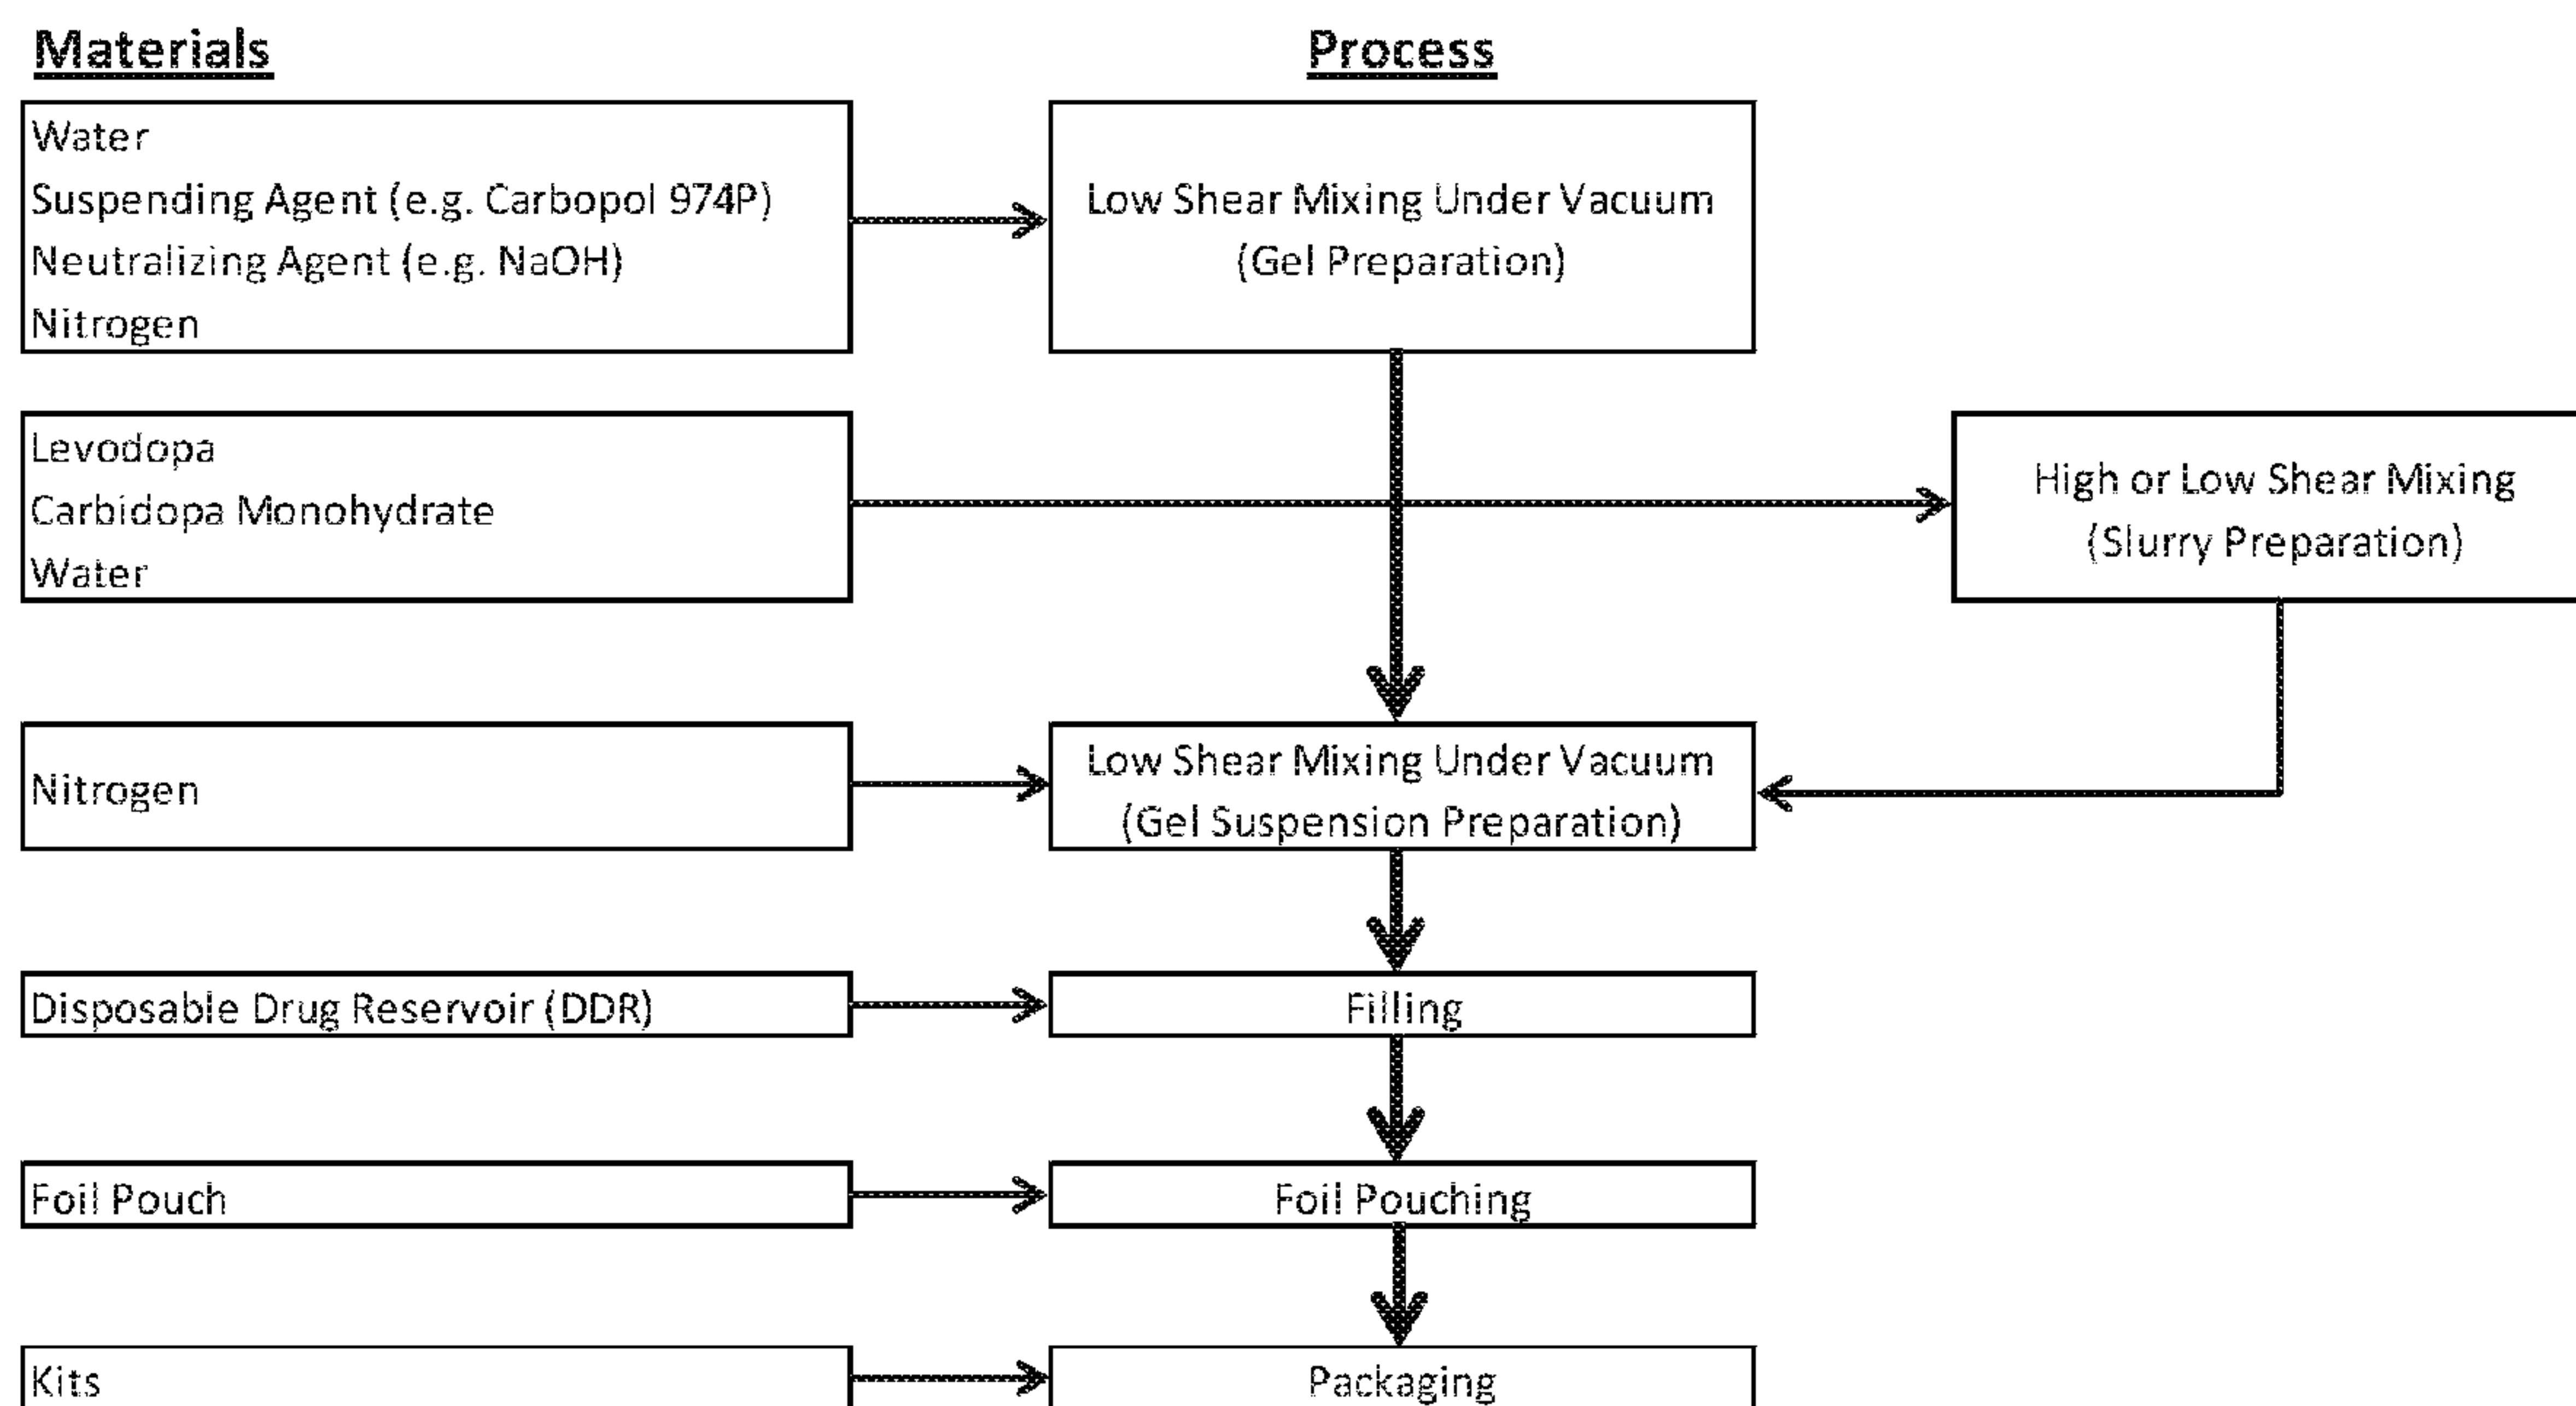 Materials
Process
Water
Suspending Agent (e.g. Carbopol 974P)
Neutralizing Agent (e.g. NaOH)
Nitrogen
Low Shear Mixing Under Vacuum
(Gel Preparation)
Levodopa
Carbidopa Monohydrate
Water
High or Low Shear Mixing
(Slurry Preparation)
Nitrogen
Low Shear Mixing Under Vacuum
(Gel Suspension Preparation)
Disposable Drug Reservoir (DDR)
Filling
Foil Pouch
Foil Pouching
Kits
Packaging